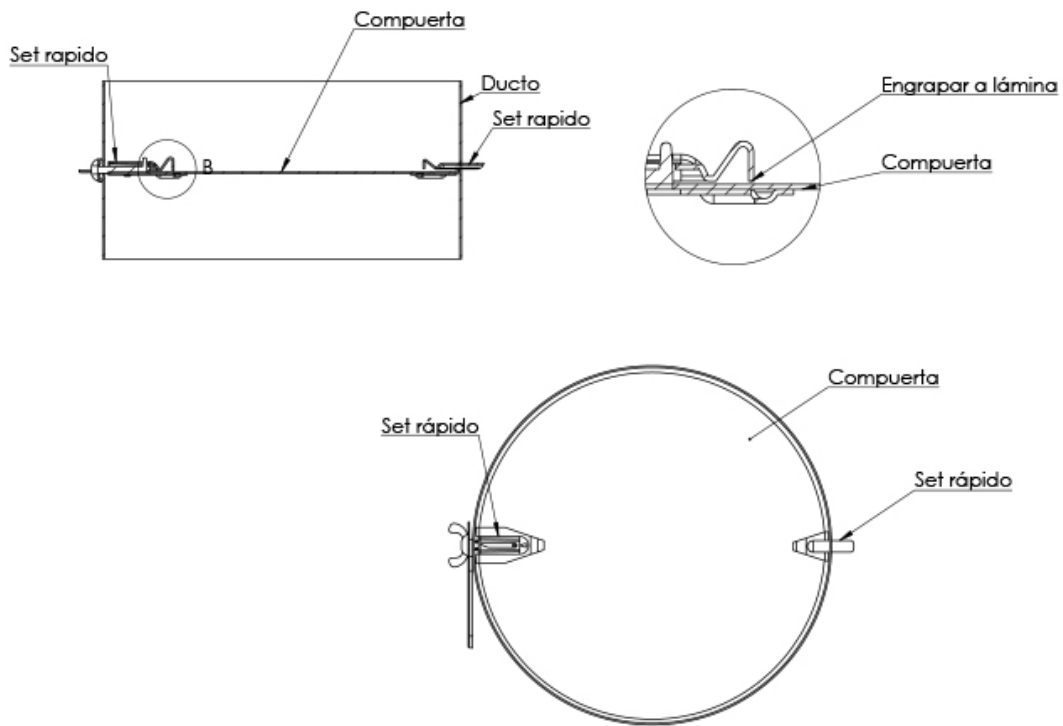 Compuerta
Set rapido
Ducto
Set rapido
B
Engrapar a lámina
Compuerta
Compuerta
Set rápido
Set rápido